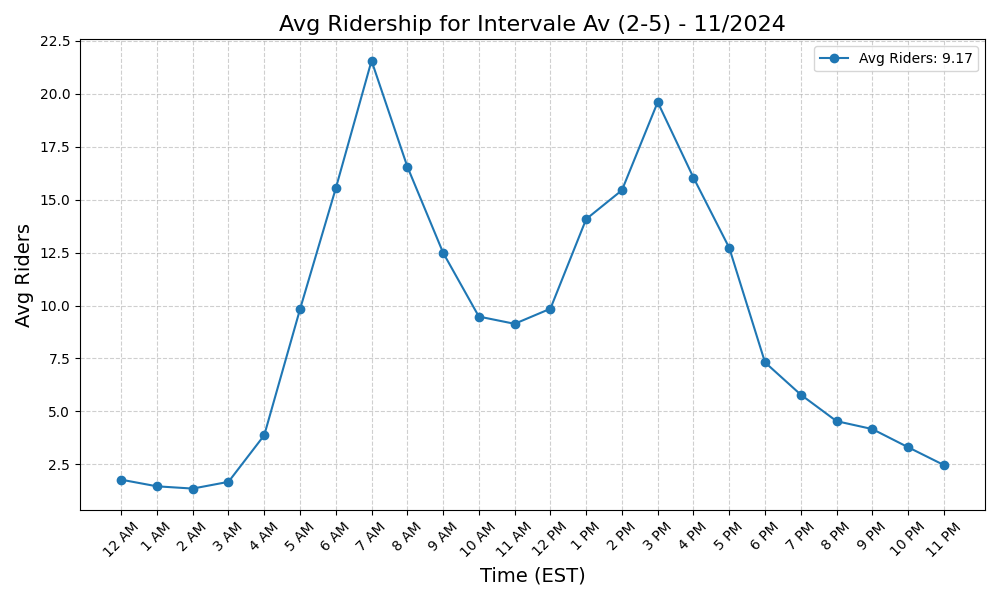 Avg Ridership for Intervale Av (2-5) - 11/2024
Avg Riders: 9.17
Avg Riders
22.5
20.0
17.5
15.0
12.5
10.0
7.5
5.0
2.5
12 AM 1 AM 2 AM 3 AM 4 AM 5 AM 6 AM 7 AM 8 AM 9 AM 10 AM 11 AM 12 PM 1 PM 2 PM 3 PM 4 PM 5 PM 6 PM 7 PM 8 PM 9 PM 10 PM 11 PM
Time (EST)